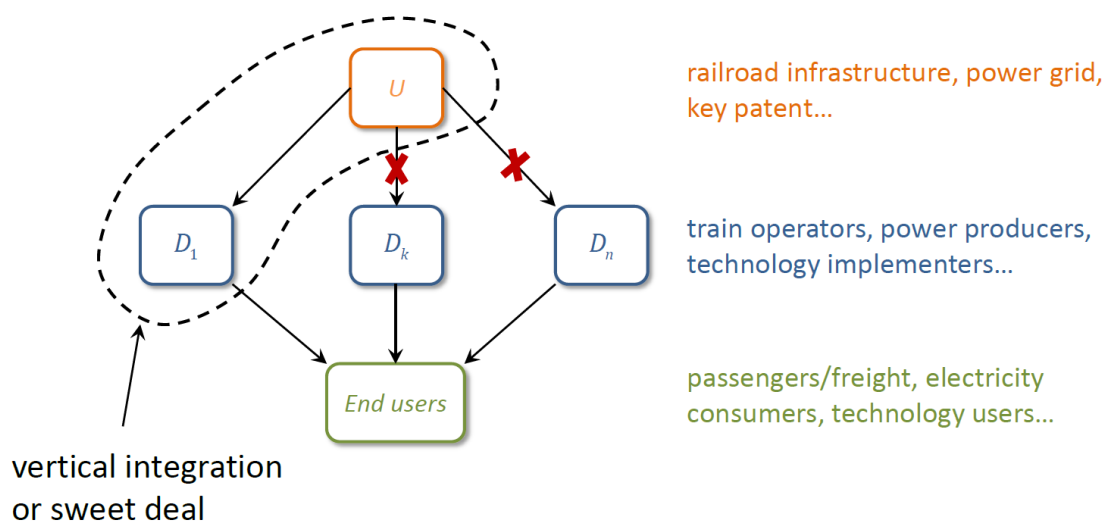 U
railroad infrastructure, power grid,
key patent...
D1
Dk
Dn
train operators, power producers,
technology implementers...
End users
passengers/freight, electricity
consumers, technology users...
vertical integration
or sweet deal